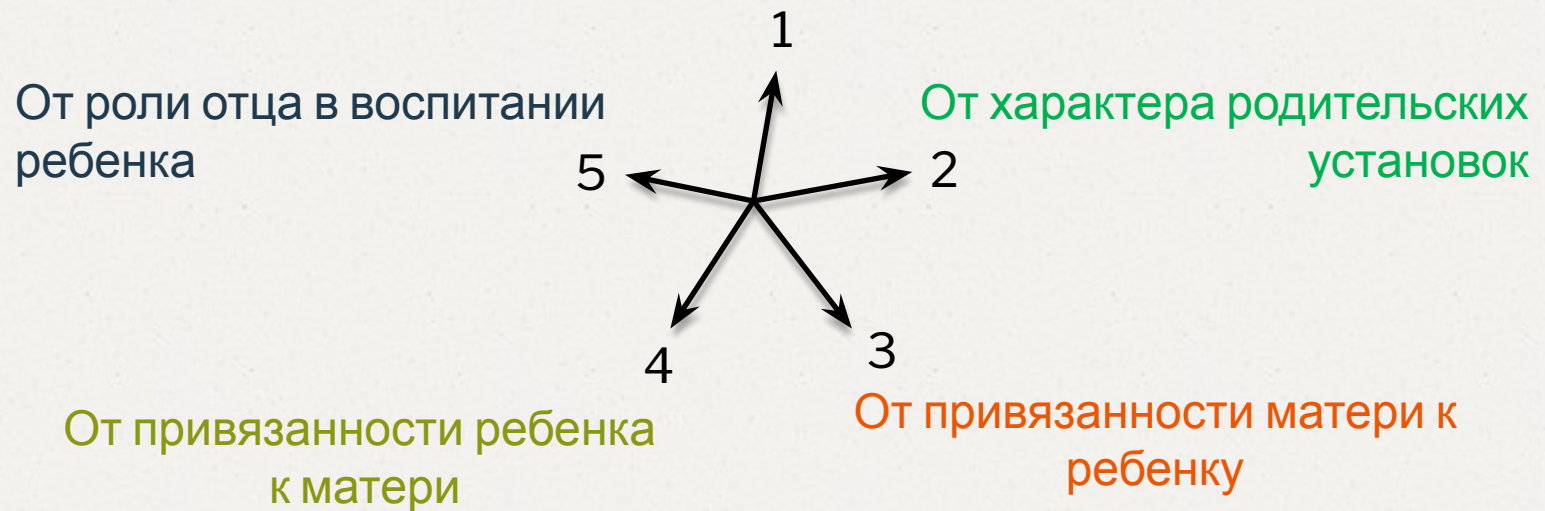 1
От роли отца в воспитании
ребенка
5
2
От характера родительских
установок
4
3
От привязанности ребенка
к матери
От привязанности матери к
ребенку